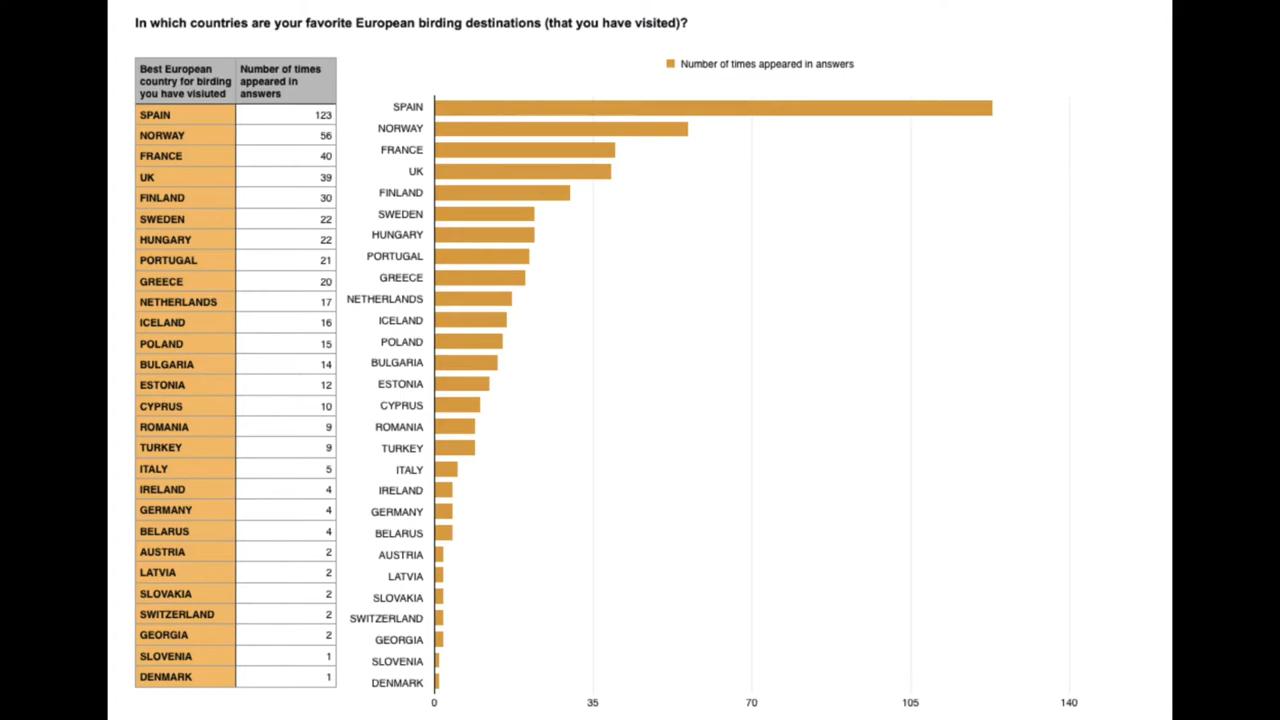 In which countries are your favorite European birding destinations (that you have visited)?
Best European country for birding you have visiuted Number of times appeared in answers
SPAIN 123
NORWAY 56
FRANCE 40
UK 39
FINLAND 30
SWEDEN 22
HUNGARY 22
PORTUGAL 21
GREECE 20
NETHERLANDS 17
ICELAND 16
POLAND 15
BULGARIA 14
ESTONIA 12
CYPRUS 10
ROMANIA 9
TURKEY 9
ITALY 5
IRELAND 4
GERMANY 4
BELARUS 4
AUSTRIA 2
LATVIA 2
SLOVAKIA 2
SWITZERLAND 2
GEORGIA 2
SLOVENIA 1
DENMARK 1
Number of times appeared in answers
SPAIN
NORWAY
FRANCE
UK
FINLAND
SWEDEN
HUNGARY
PORTUGAL
GREECE
NETHERLANDS
ICELAND
POLAND
BULGARIA
ESTONIA
CYPRUS
ROMANIA
TURKEY
ITALY
IRELAND
GERMANY
BELARUS
AUSTRIA
LATVIA
SLOVAKIA
SWITZERLAND
GEORGIA
SLOVENIA
DENMARK
0 35 70 105 140